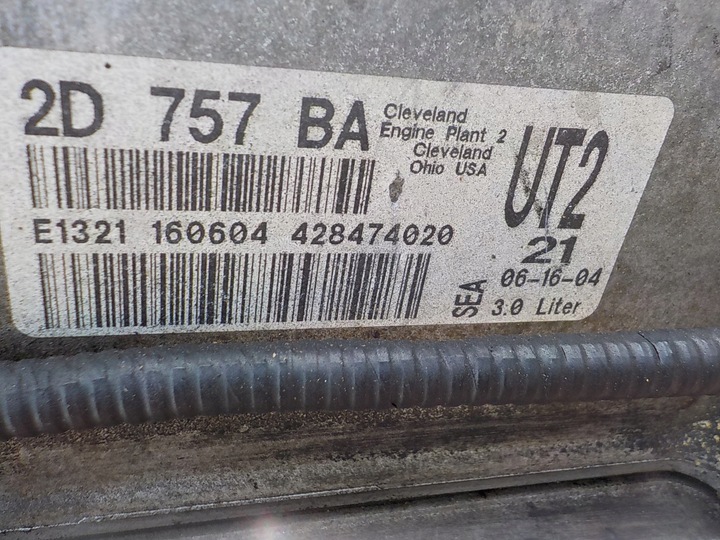 2D 757 BA
Cleveland
Engine Plant 2
Cleveland
Ohio USA
UT2
21
E1321 160604 428474020
SEA
06-16-04
3.0 Liter